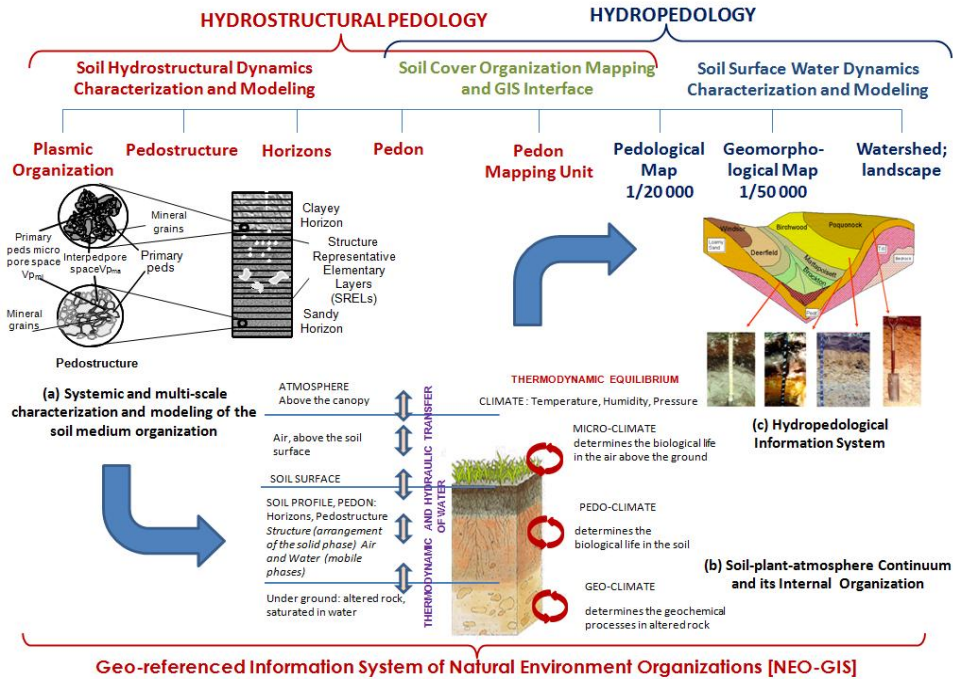 HYDROSTRUCTURAL PEDOLOGY
HYDROPEDOLOGY
Soil Hydrostructural Dynamics
Characterization and Modeling
Soil Cover Organization Mapping
and GIS Interface
Soil Surface Water Dynamics
Characterization and Modeling
Plasmic
Organization
Pedostructure
Horizons
Pedon
Pedon
Mapping Unit
Pedological
Map
1/20 000
Geomorpho-
logical Map
1/50 000
Watershed;
landscape
Primary
peds micro
pore space
Vpmi
Mineral
grains
Interpedpore
spaceVpma
Primary
peds
Mineral
grains
Pedostructure
Clayey
Horizon
Structure
Representative
Elementary
Layers
(SRELs)
Sandy
Horizon
(a) Systemic and multi-scale
characterization and modeling of the
soil medium organization
Windsor
Birchwood
Poquonock
Deerfield
Mattapoisett
Brockton
Till
(c) Hydropedological
Information System
ATMOSPHERE
Above the canopy
Air, above the soil
surface
SOIL SURFACE
SOIL PROFILE, PEDON:
Horizons, Pedostructure
Structure (arrangement
of the solid phase) Air
and Water (mobile
phases)
Under ground: altered rock,
saturated in water
THERMODYNAMIC AND HYDRAULIC TRANSFER
OF WATER
THERMODYNAMIC EQUILIBRIUM
CLIMATE : Temperature, Humidity, Pressure
MICRO-CLIMATE
determines the biological life
in the air above the ground
PEDO-CLIMATE
determines the
biological life in the soil
GEO-CLIMATE
determines the geochemical
processes in altered rock
(b) Soil-plant-atmosphere Continuum
and its Internal Organization
Geo-referenced Information System of Natural Environment Organizations [NEO-GIS]